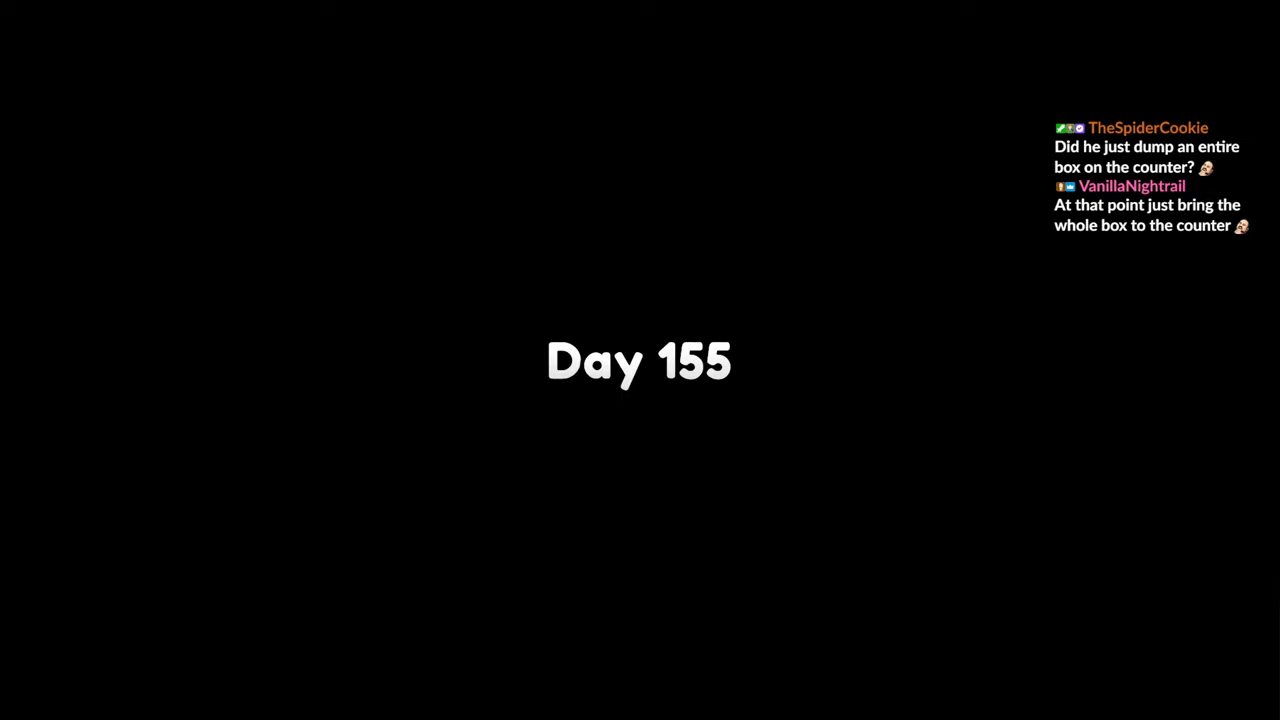 TheSpiderCookie
Did he just dump an entire
box on the counter?
VanillaNightrail
At that point just bring the
whole box to the counter
Day 155